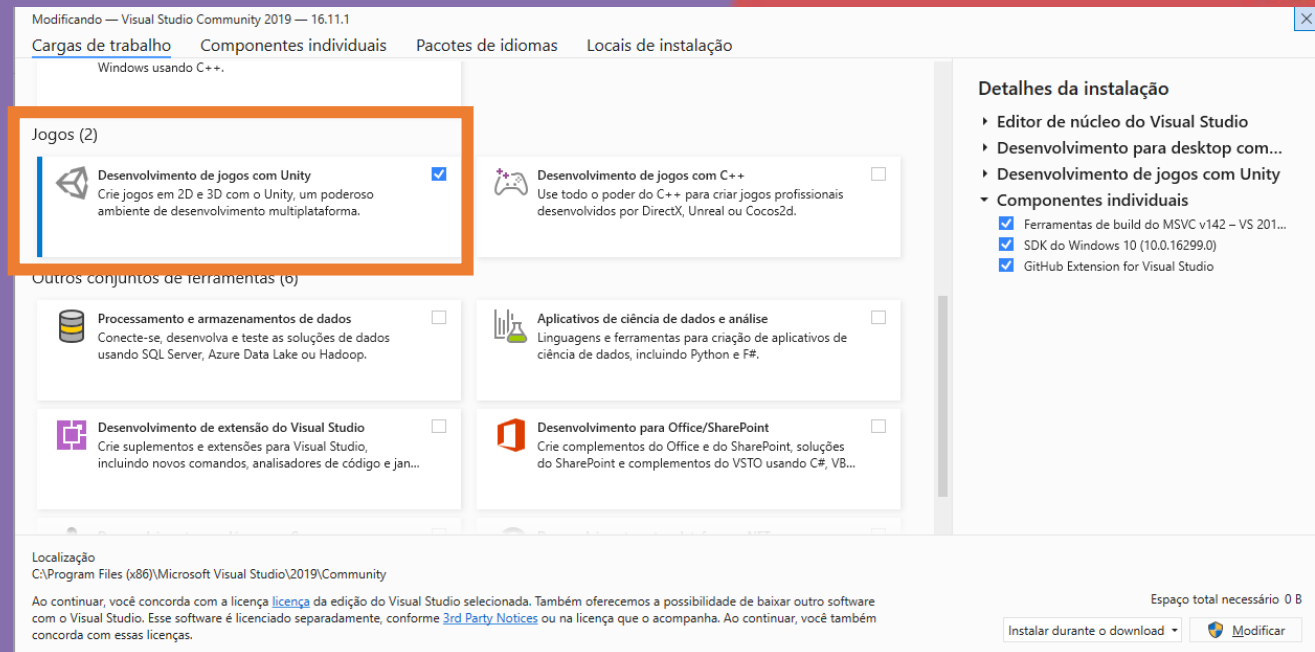 Modificando — Visual Studio Community 2019 — 16.11.1
Cargas de trabalho Componentes individuais Pacotes de idiomas Locais de instalação
Windows usando C++.
Jogos (2)
Desenvolvimento de jogos com Unity
Crie jogos em 2D e 3D com o Unity, um poderoso
ambiente de desenvolvimento multiplataforma.
Desenvolvimento de jogos com C++
Use todo o poder do C++ para criar jogos profissionais
desenvolvidos por DirectX, Unreal ou Cocos2d.
Outros conjuntos de ferramentas (6)
Processamento e armazenamentos de dados
Conecte-se, desenvolva e teste as soluções de dados
usando SQL Server, Azure Data Lake ou Hadoop.
Aplicativos de ciência de dados e análise
Linguagens e ferramentas para criação de aplicativos de
ciência de dados, incluindo Python e F#.
Desenvolvimento de extensão do Visual Studio
Crie suplementos e extensões para Visual Studio,
incluindo novos comandos, analisadores de código e jan...
Desenvolvimento para Office/SharePoint
Crie complementos do Office e do SharePoint, soluções
do SharePoint e complementos do VSTO usando C#, VB...
Detalhes da instalação
Editor de núcleo do Visual Studio
Desenvolvimento para desktop com...
Desenvolvimento de jogos com Unity
Componentes individuais
Ferramentas de build do MSVC v142 – VS 201...
SDK do Windows 10 (10.0.16299.0)
GitHub Extension for Visual Studio
Localização
C:\Program Files (x86)\Microsoft Visual Studio\2019\Community
Ao continuar, você concorda com a licença licença da edição do Visual Studio selecionada. Também oferecemos a possibilidade de baixar outro software
com o Visual Studio. Esse software é licenciado separadamente, conforme 3rd Party Notices ou na licença que o acompanha. Ao continuar, você também
concorda com essas licenças.
Espaço total necessário 0 B
Instalar durante o download Modificar